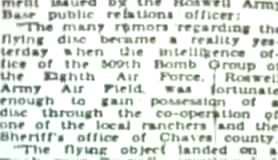 ment issued by the Roswell Army
Base public relations officer:
"The many rumors regarding the
flying disc became a reality yes-
terday when the intelligence of-
fice of the 509th Bomb Group of
the Eighth Air Force, Roswell
Army Air Field, was fortunate
enough to gain possession of a
disc through the co-operation of
one of the local ranchers and the
Sheriff's office of Chaves county.
"The flying object landed on